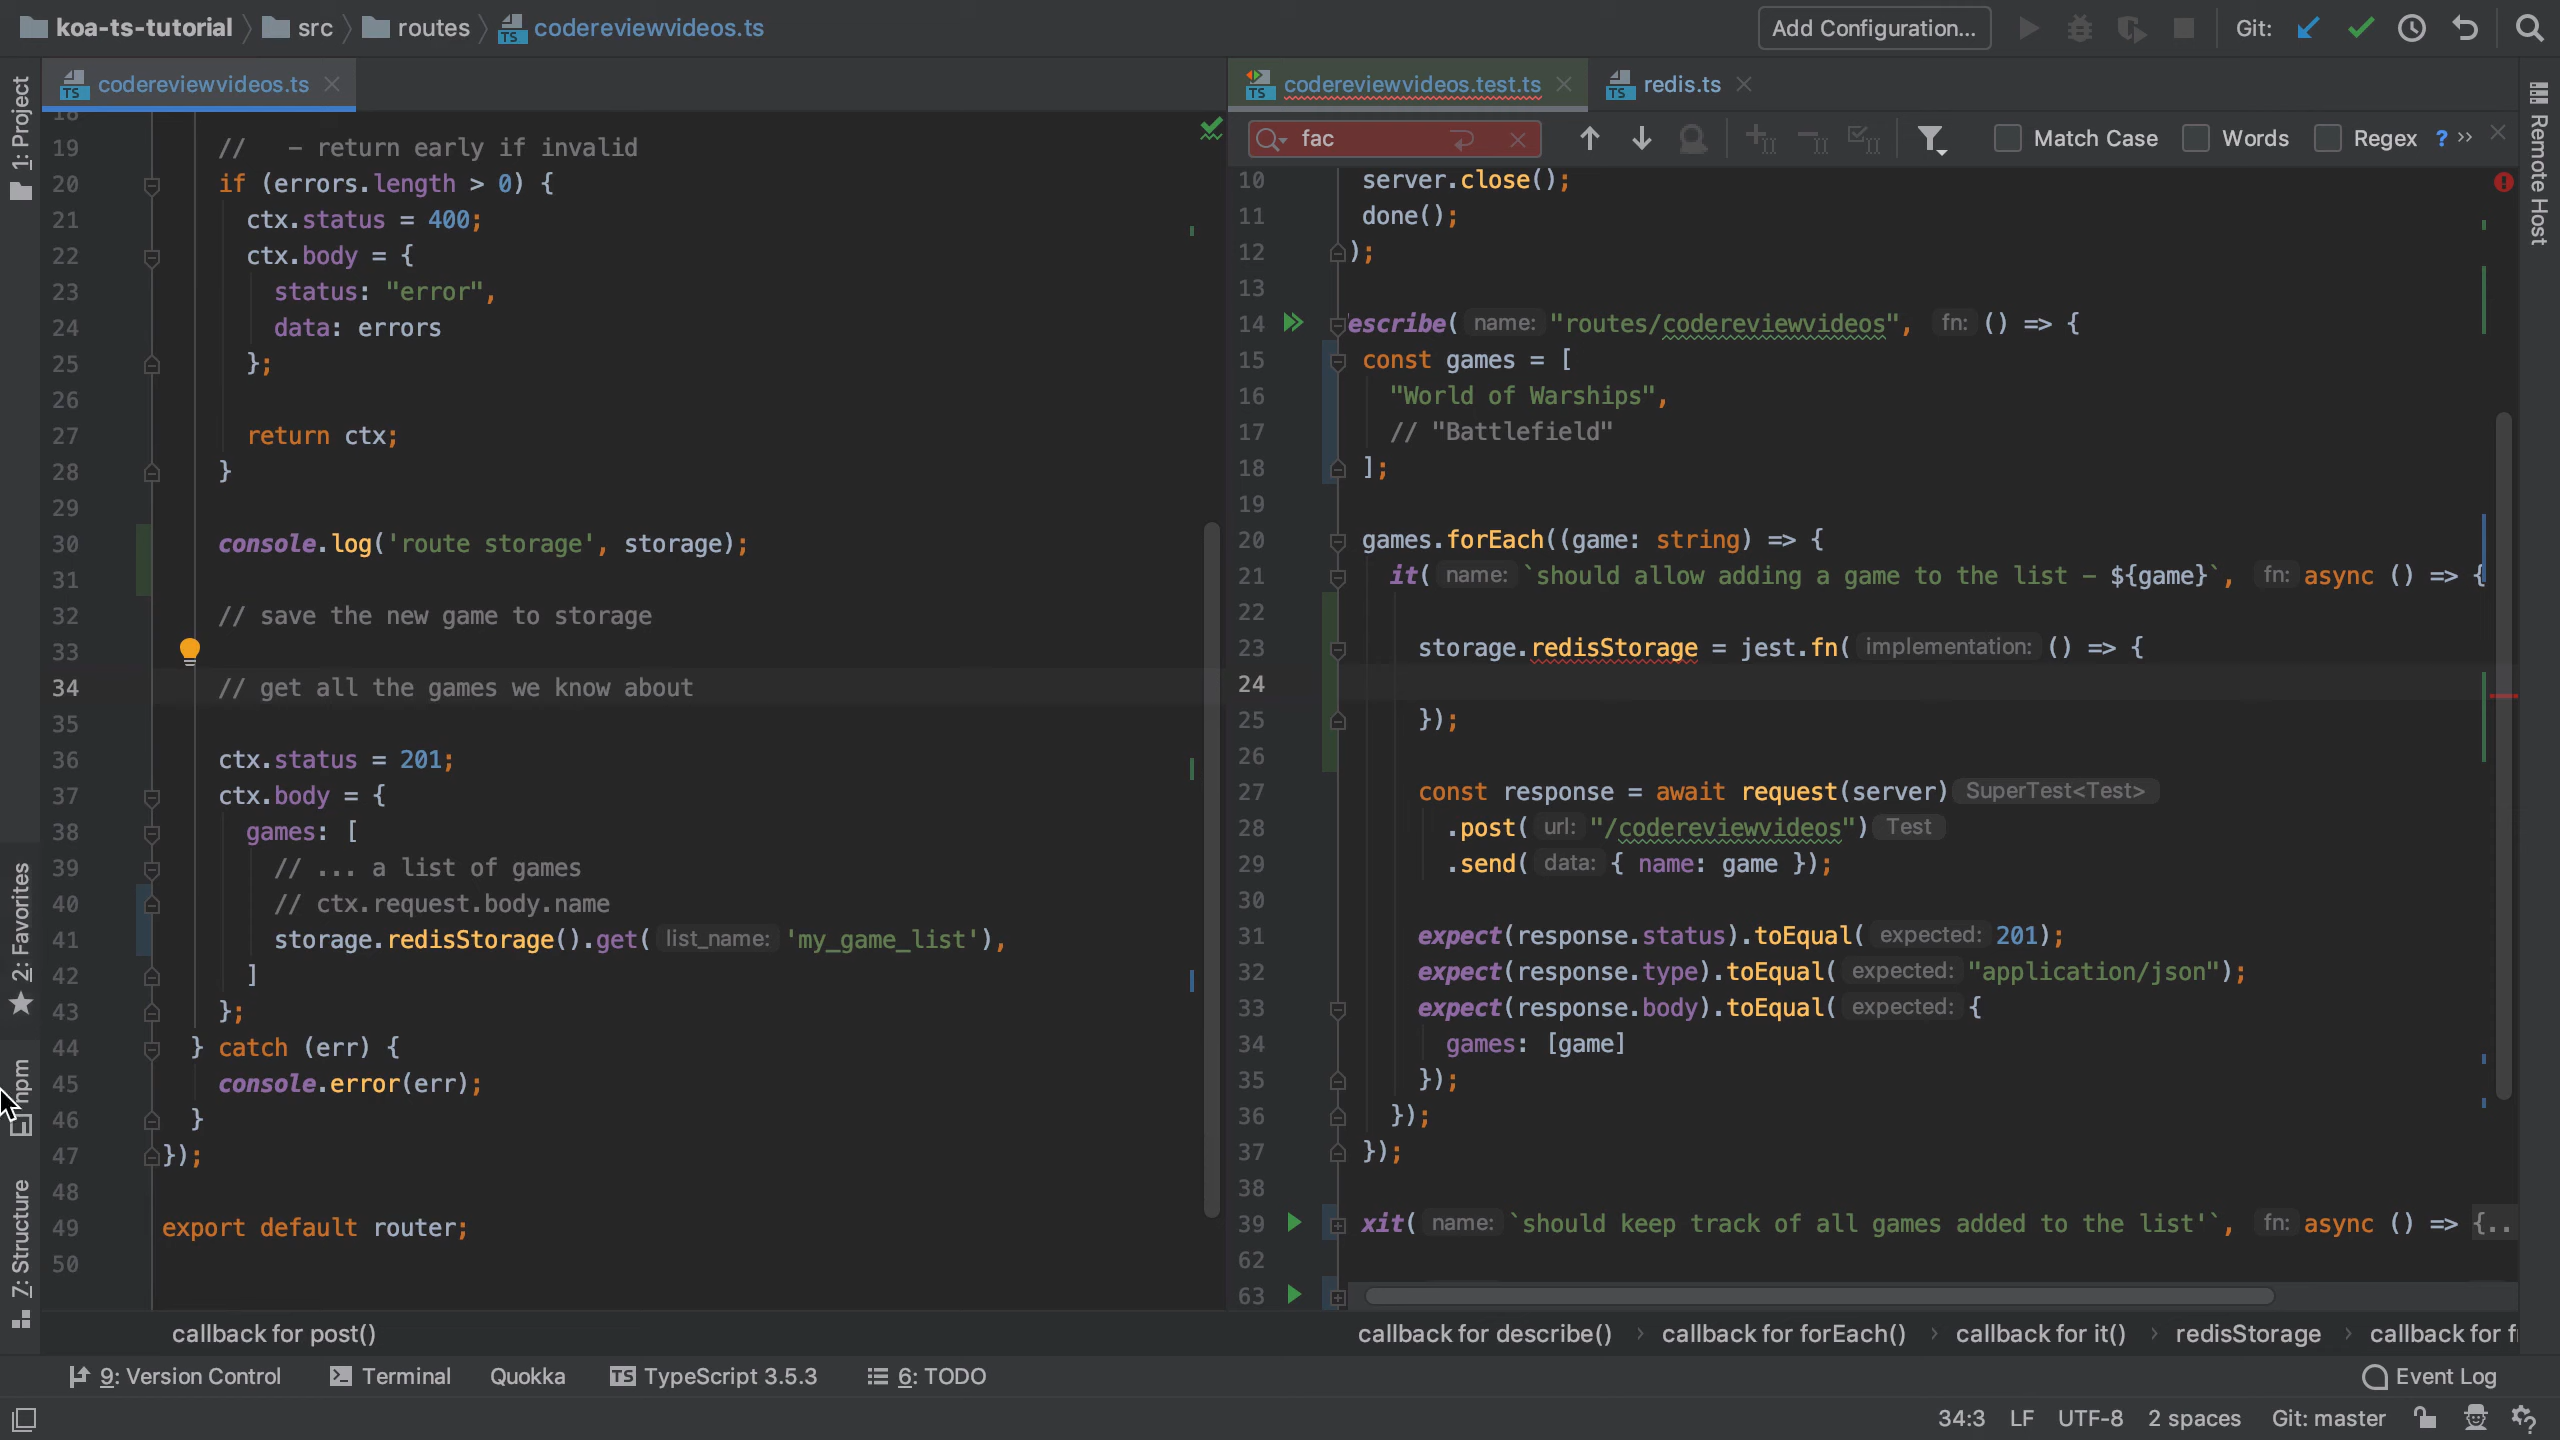 koa-ts-tutorial src routes codereviewvideos.ts Add Configuration... Git:
1: Project
2: Favorites
npm
7: Structure
codereviewvideos.ts
18
19 //   - return early if invalid
20 if (errors.length > 0) {
21 ctx.status = 400;
22 ctx.body = {
23 status: "error",
24 data: errors
25 };
26
27 return ctx;
28 }
29
30 console.log('route storage', storage);
31
32 // save the new game to storage
33
34 // get all the games we know about
35
36 ctx.status = 201;
37 ctx.body = {
38 games: [
39 // ... a list of games
40 // ctx.request.body.name
41 storage.redisStorage().get( list_name: 'my_game_list'),
42 ]
43 };
44 } catch (err) {
45 console.error(err);
46 }
47 });
48
49 export default router;
50
callback for post()
codereviewvideos.test.ts redis.ts
fac Match Case Words Regex ? »
10 server.close();
11 done();
12 );
13
14 escribe( name: "routes/codereviewvideos", fn: () => {
15 const games = [
16 "World of Warships",
17 // "Battlefield"
18 ];
19
20 games.forEach((game: string) => {
21 it( name: `should allow adding a game to the list - ${game}`, fn: async () => {
22
23 storage.redisStorage = jest.fn( implementation: () => {
24
25 });
26
27 const response = await request(server) SuperTest<Test>
28 .post( url: "/codereviewvideos") Test
29 .send( data: { name: game });
30
31 expect(response.status).toEqual( expected: 201);
32 expect(response.type).toEqual( expected: "application/json");
33 expect(response.body).toEqual( expected: {
34 games: [game]
35 });
36 });
37 });
38
39 xit( name: `should keep track of all games added to the list'`, fn: async () => {..
62
63
callback for describe() callback for forEach() callback for it() redisStorage callback for f
Remote Host
9: Version Control Terminal Quokka TypeScript 3.5.3 6: TODO Event Log
34:3 LF UTF-8 2 spaces Git: master